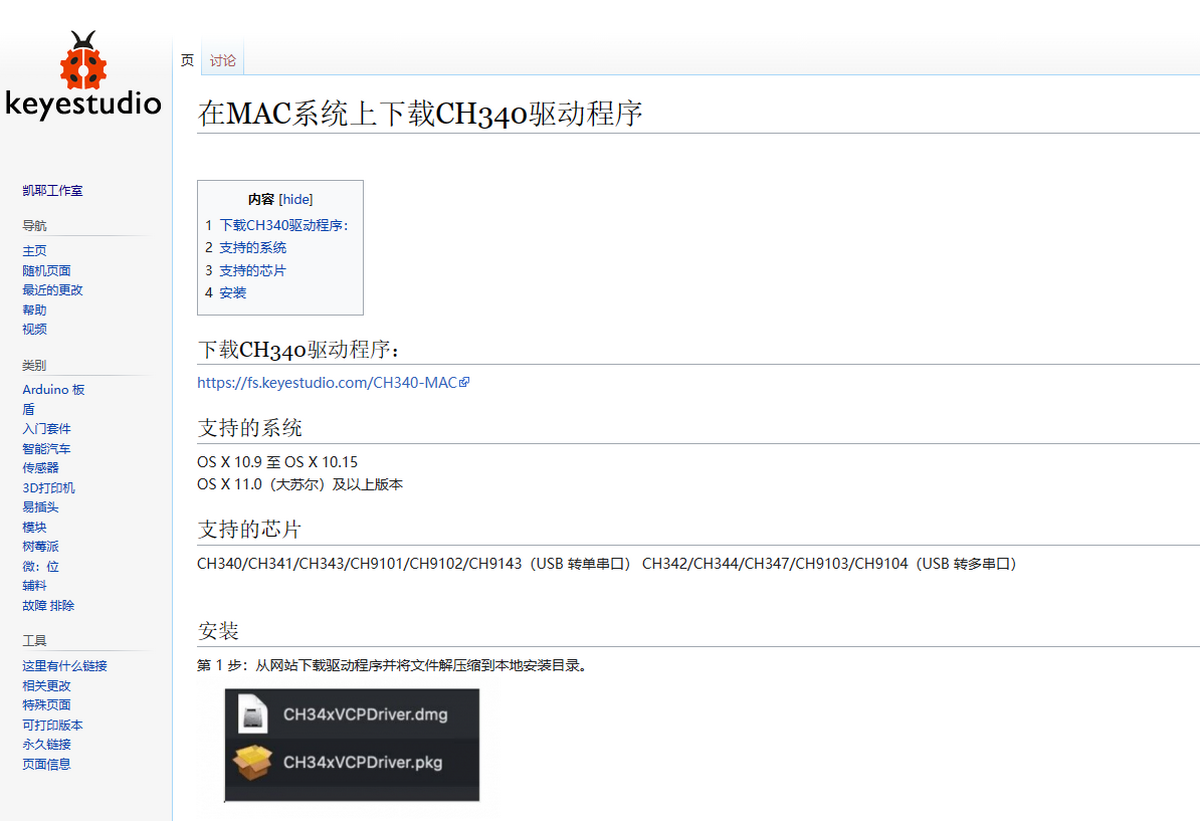 keyestudio
凯耶工作室
导航
主页
随机页面
最近的更改
帮助
视频
类别
Arduino 板
盾
入门套件
智能汽车
传感器
3D打印机
易插头
模块
树莓派
微：位
辅料
故障 排除
工具
这里有什么链接
相关更改
特殊页面
可打印版本
永久链接
页面信息
页 讨论
在MAC系统上下载CH340驱动程序
内容 [hide]
1 下载CH340驱动程序：
2 支持的系统
3 支持的芯片
4 安装
下载CH340驱动程序：
https://fs.keyestudio.com/CH340-MAC
支持的系统
OS X 10.9 至 OS X 10.15
OS X 11.0（大苏尔）及以上版本
支持的芯片
CH340/CH341/CH343/CH9101/CH9102/CH9143（USB 转单串口） CH342/CH344/CH347/CH9103/CH9104（USB 转多串口）
安装
第 1 步：从网站下载驱动程序并将文件解压缩到本地安装目录。
CH34xVCPDriver.dmg
CH34xVCPDriver.pkg